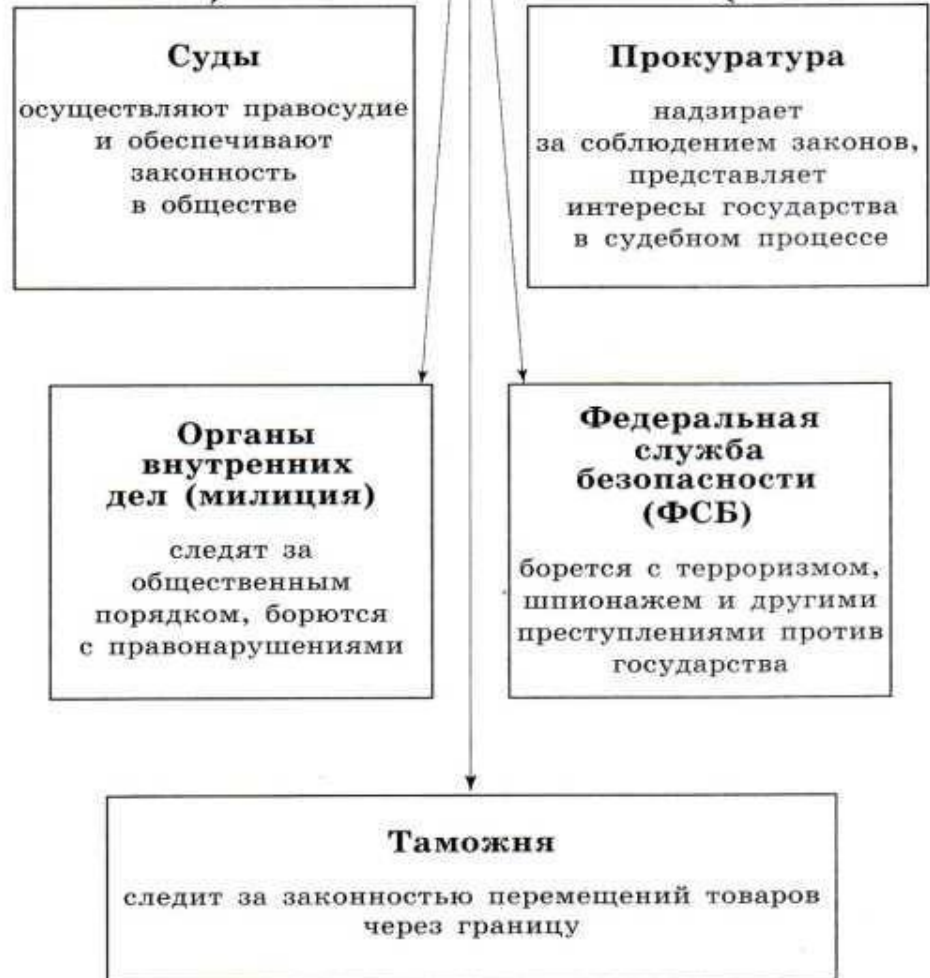 Суды
осуществляют правосудие
и обеспечивают
законность
в обществе
Прокуратура
надзирает
за соблюдением законов,
представляет
интересы государства
в судебном процессе
Органы
внутренних
дел (милиция)
следят за
общественным
порядком, борются
с правонарушениями
Федеральная
служба
безопасности
(ФСБ)
борется с терроризмом,
шпионажем и другими
преступлениями против
государства
Таможня
следит за законностью перемещений товаров
через границу